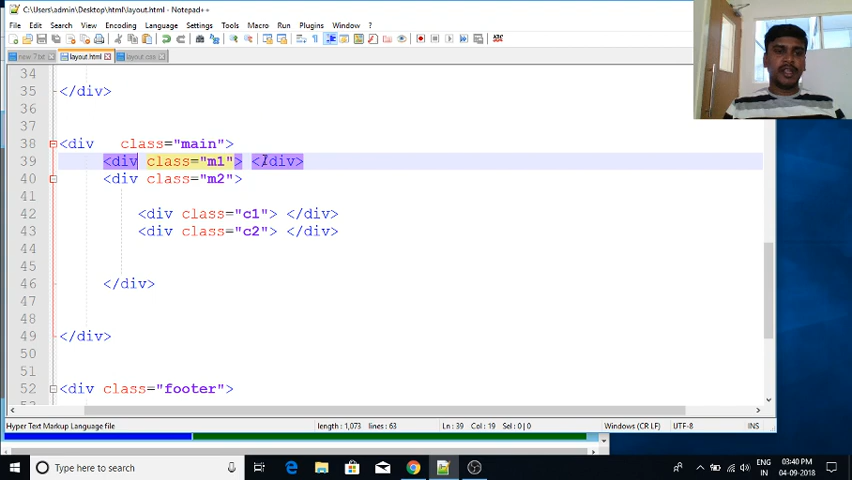 C:\Users\admin\Desktop\html\layout.html - Notepad++
File Edit Search View Encoding Language Settings Tools Macro Run Plugins Window ?
new 7.txt layout.html layout.css
34
35 </div>
36
37
38 <div class="main">
39 <div class="m1"> </div>
40 <div class="m2">
41
42 <div class="c1"> </div>
43 <div class="c2"> </div>
44
45
46 </div>
47
48
49 </div>
50
51
52 <div class="footer">
Hyper Text Markup Language file length : 1,073 lines : 63 Ln : 39 Col : 19 Sel : 0 | 0 Windows (CR LF) UTF-8 INS
Type here to search
ENG 03:40 PM
IN 04-09-2018